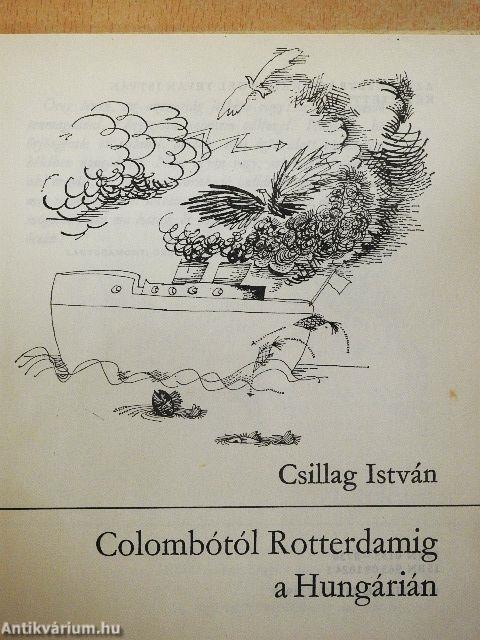 Csillag István
Colombótól Rotterdamig
a Hungárián
Antikvárium.hu